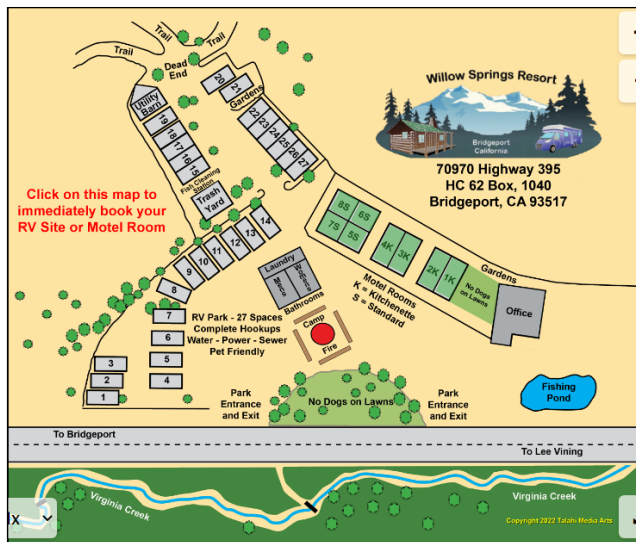 Trail
Trail
Trail
Dead
End
Utility
Barn
20
21
Gardens
22
23
24
25
26
27
19
18
17
16
15
Fish Cleaning
Station
Trash
Yard
Willow Springs Resort
Bridgeport
California
70970 Highway 395
HC 62 Box, 1040
Bridgeport, CA 93517
Click on this map to
immediately book your
RV Site or Motel Room
14
13
12
11
10
9
8
7
6
5
4
3
2
1
8S
6S
7S
5S
4K
3K
2K
1K
No Dogs
on Lawns
Gardens
Office
Motel Rooms
K = Kitchenette
S = Standard
Laundry
Mens
Womens
Bathrooms
RV Park - 27 Spaces
Complete Hookups
Water - Power - Sewer
Pet Friendly
Camp
Fire
Park
Entrance
and Exit
No Dogs on Lawns
Park
Entrance
and Exit
Fishing
Pond
To Bridgeport
To Lee Vining
Virginia Creek
Virginia Creek
Copyright 2022 Talahi Media Arts